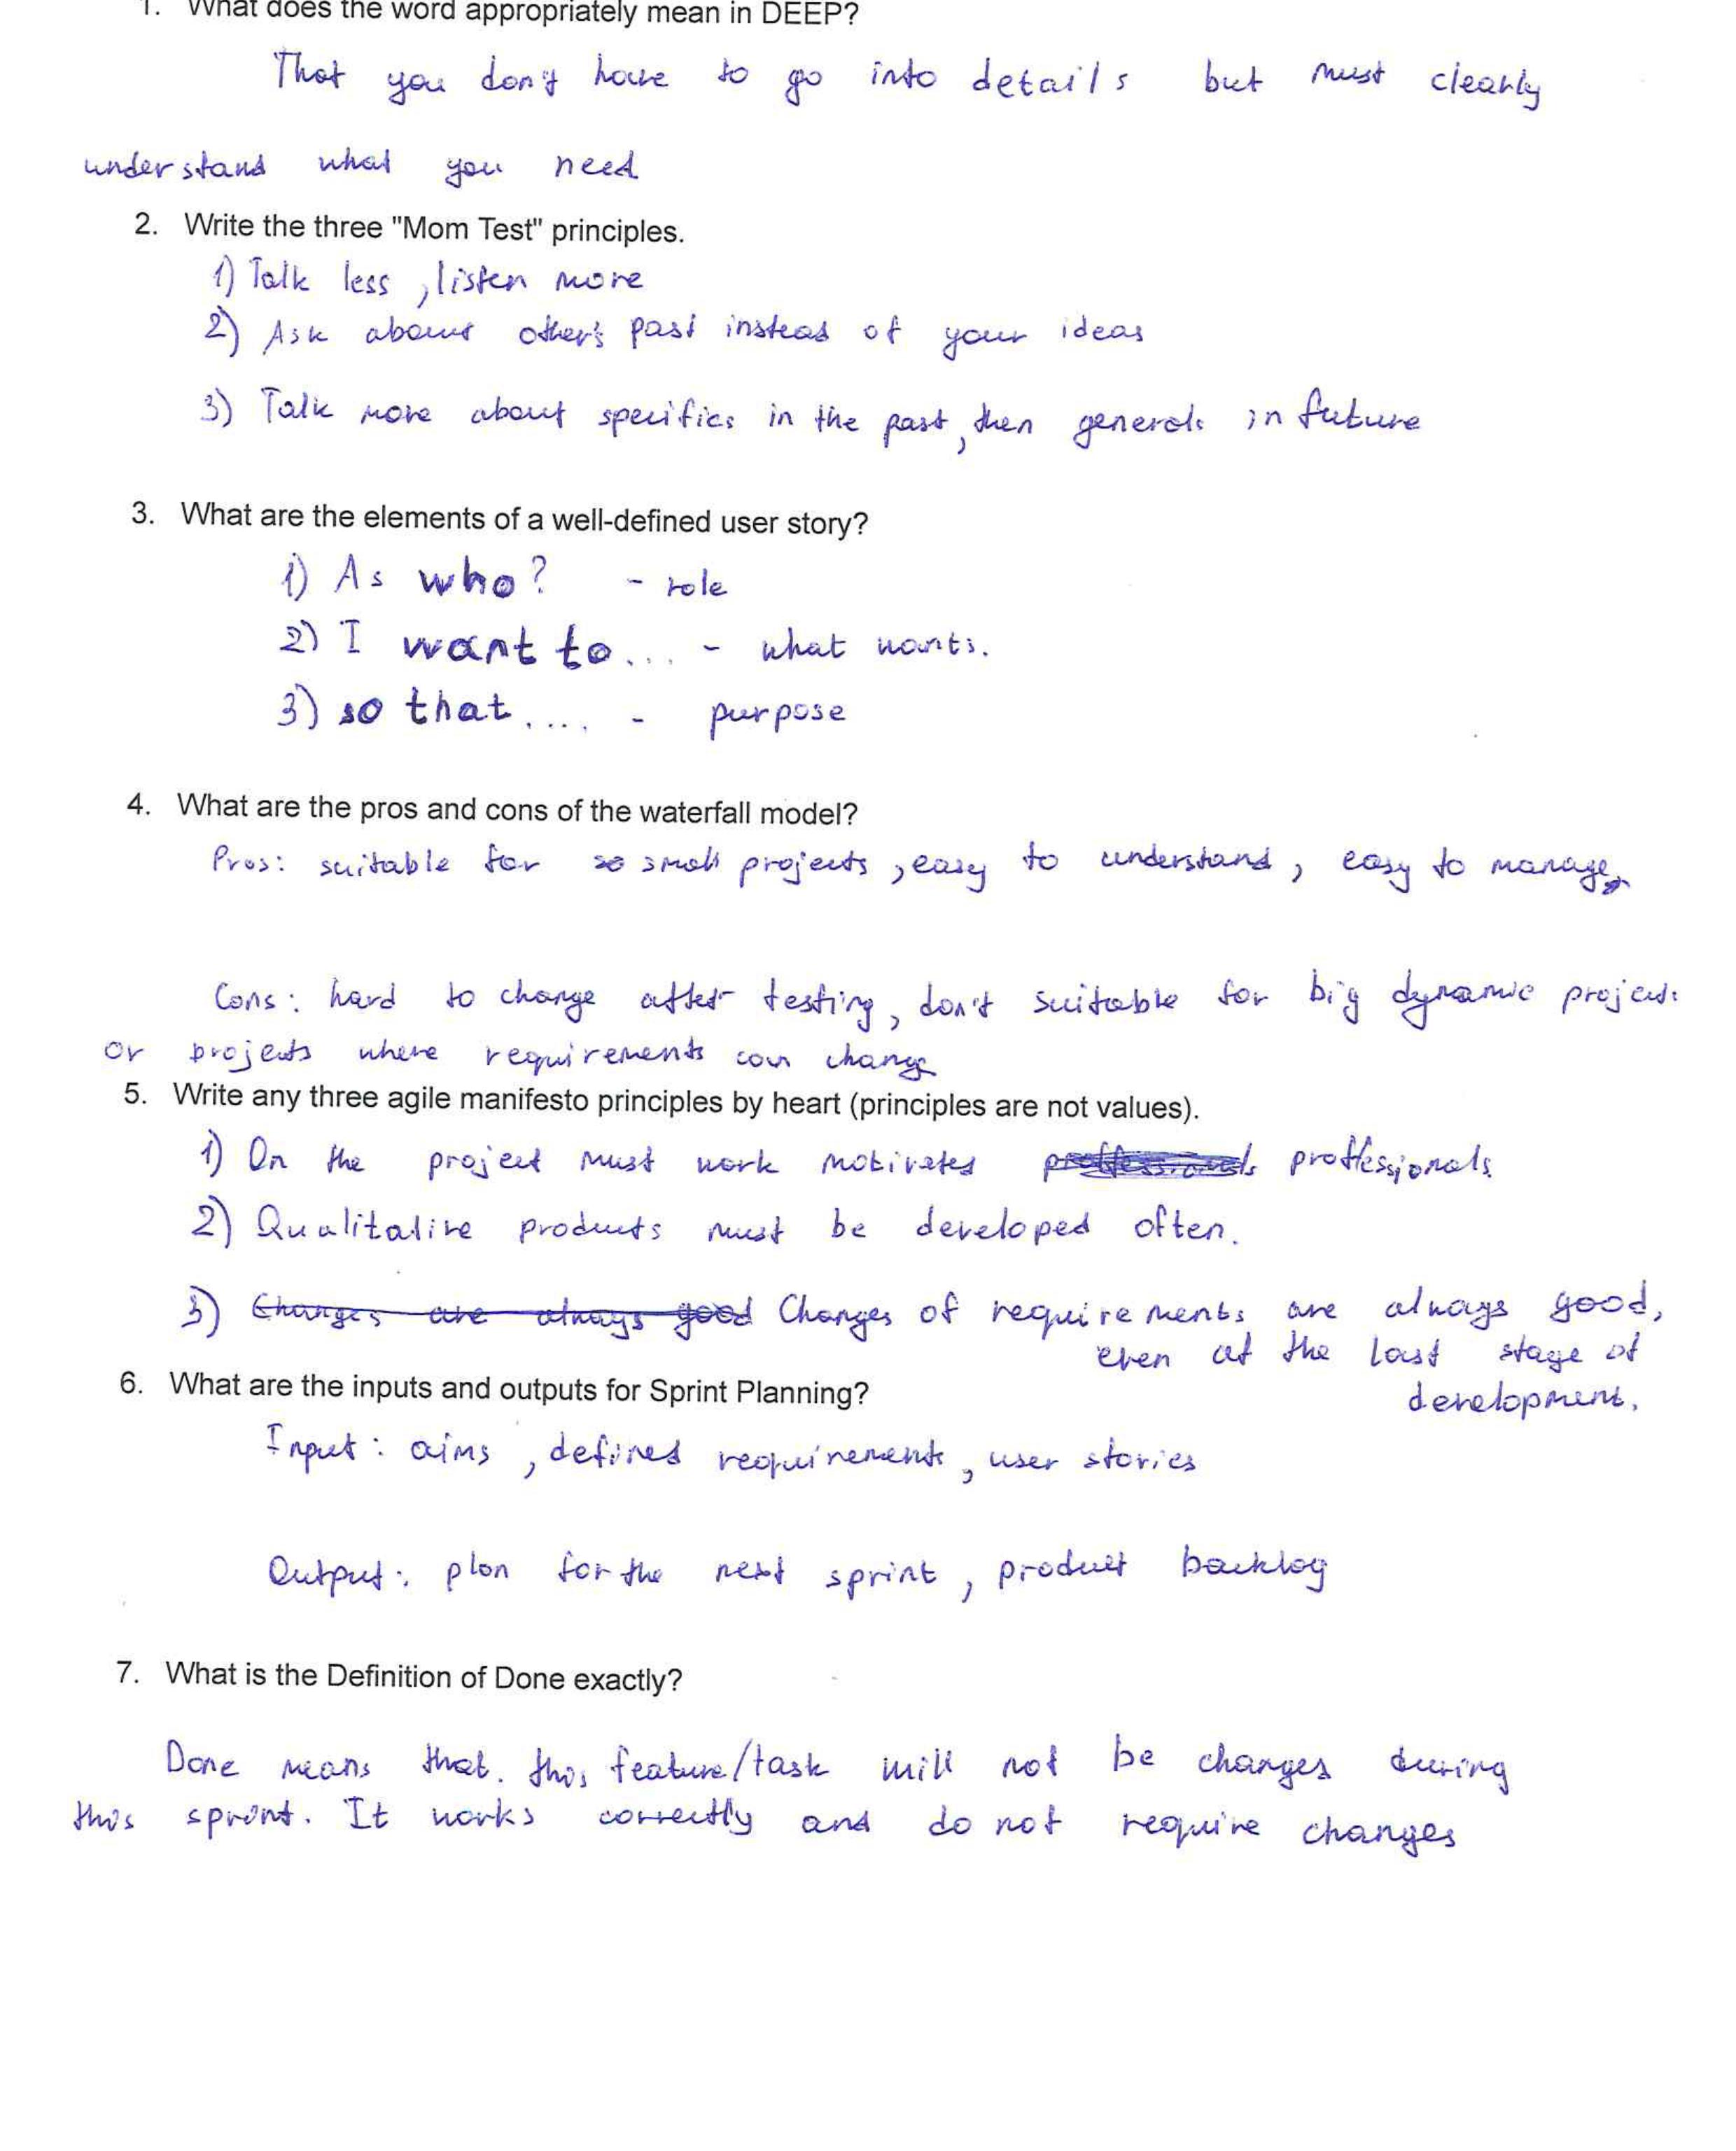 1. What does the word appropriately mean in DEEP?
That you don't have to go into details but must clearly
understand what you need
2. Write the three "Mom Test" principles.
1) Talk less, listen more
2) Ask about other's past instead of your ideas
3) Talk more about specifics in the past, then generals in future
3. What are the elements of a well-defined user story?
1) As who? - role
2) I want to... - what wants.
3) so that.... - purpose
4. What are the pros and cons of the waterfall model?
Pros: suitable for so small projects, easy to understand, easy to manage
Cons: hard to change after testing, don't suitable for big dynamic projects
or projects where requirements can change
5. Write any three agile manifesto principles by heart (principles are not values).
1) On the project must work motivated proffessionals proffessionals
2) Qualitative products must be developed often.
3) Changes are always good Changes of requirements are always good,
even at the last stage of
6. What are the inputs and outputs for Sprint Planning?
development.
Input: aims, defined requirements, user stories
Output: plan for the next sprint, product backlog
7. What is the Definition of Done exactly?
Done means that. this feature/task will not be changes during
this sprint. It works correctly and do not require changes